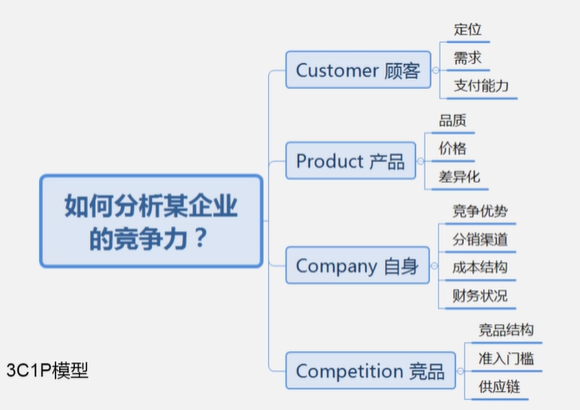 如何分析某企业
的竞争力？
Customer 顾客
定位
需求
支付能力
Product 产品
品质
价格
差异化
Company 自身
竞争优势
分销渠道
成本结构
财务状况
Competition 竞品
竞品结构
准入门槛
供应链
3C1P模型